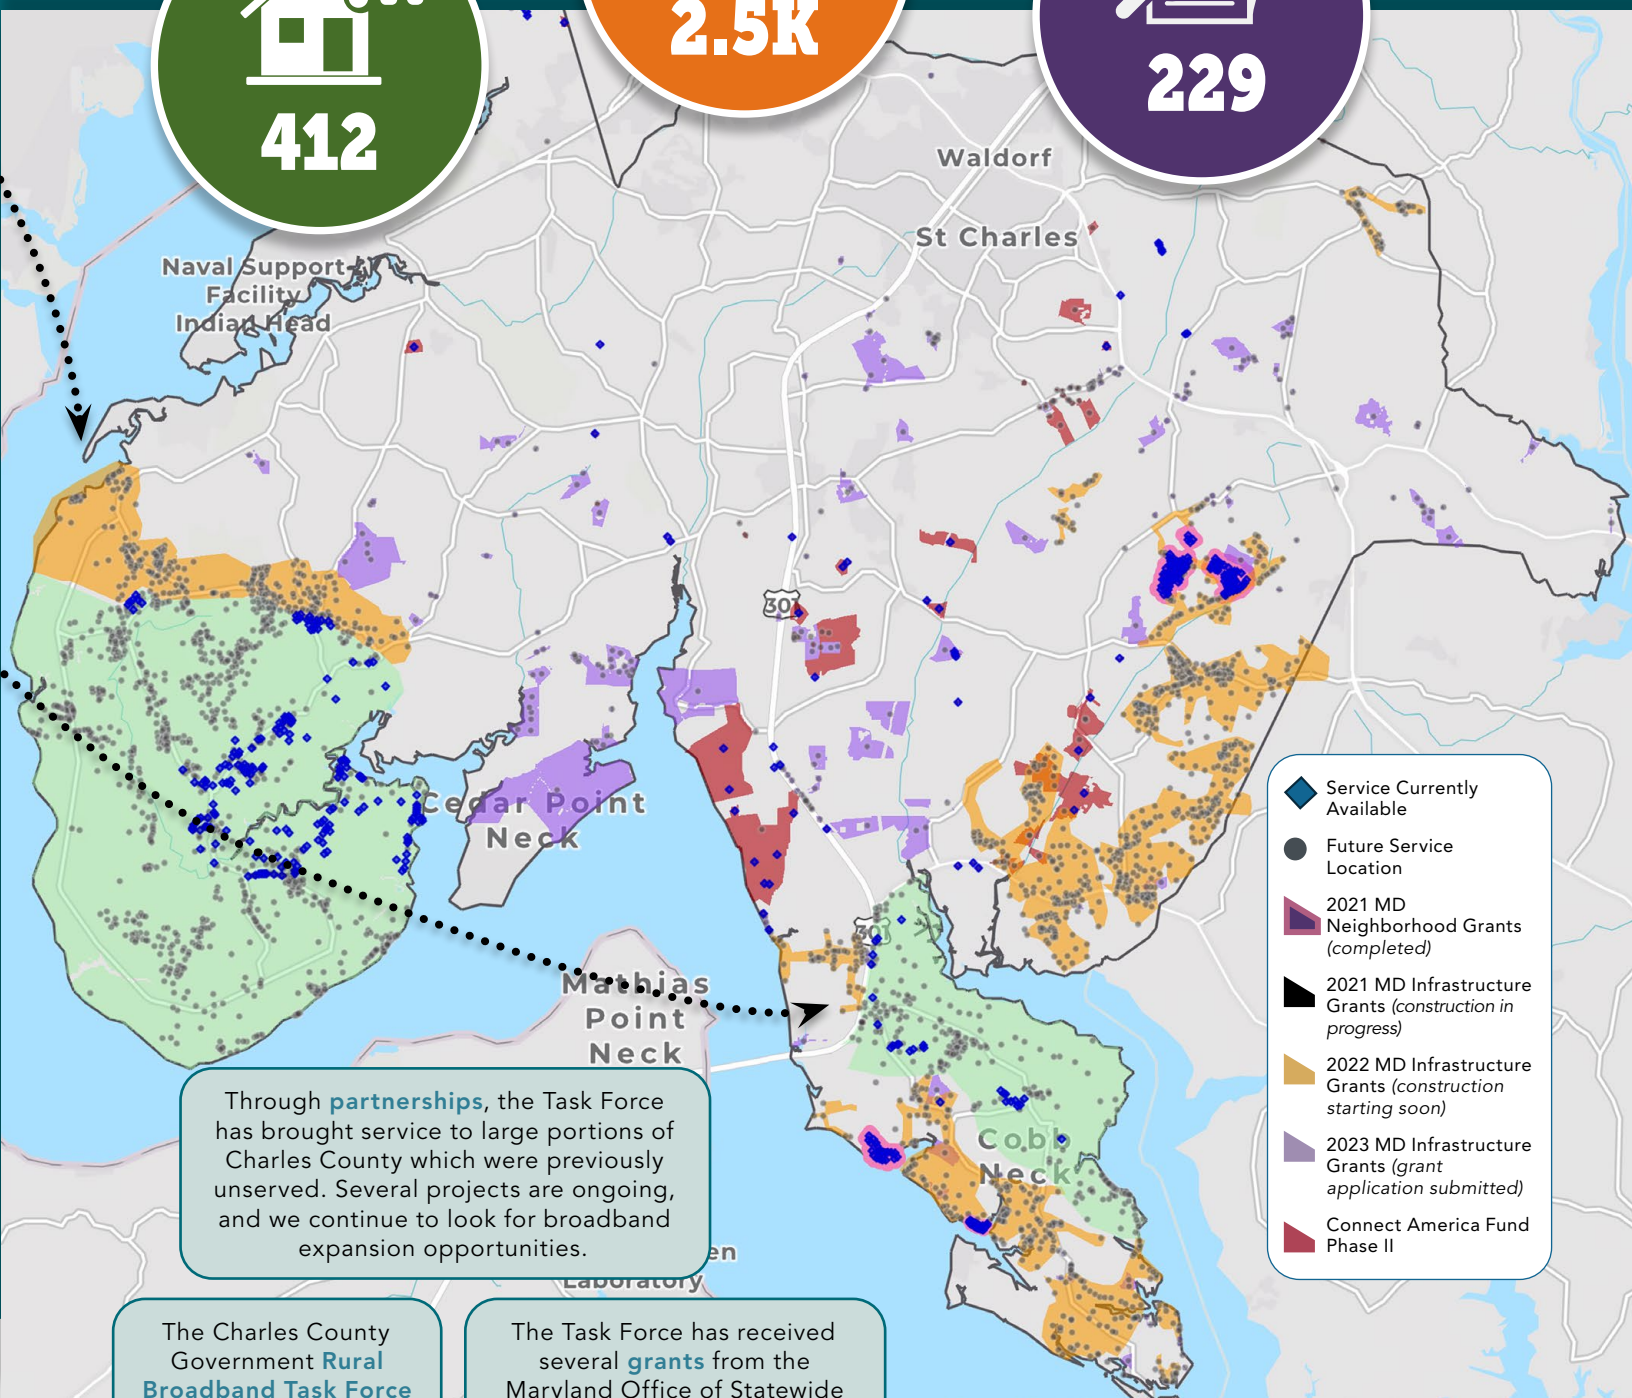 412
2.5K
229
Waldorf
St Charles
Naval Support
Facility
Indian Head
301
Cedar Point
Neck
301
Mathias
Point
Neck
Cobb
Neck
Service Currently
Available
Future Service
Location
2021 MD
Neighborhood Grants
(completed)
2021 MD Infrastructure
Grants (construction in
progress)
2022 MD Infrastructure
Grants (construction
starting soon)
2023 MD Infrastructure
Grants (grant
application submitted)
Connect America Fund
Phase II
Through partnerships, the Task Force
has brought service to large portions of
Charles County which were previously
unserved. Several projects are ongoing,
and we continue to look for broadband
expansion opportunities.
en
Laboratory
The Charles County
Government Rural
Broadband Task Force
The Task Force has received
several grants from the
Maryland Office of Statewide